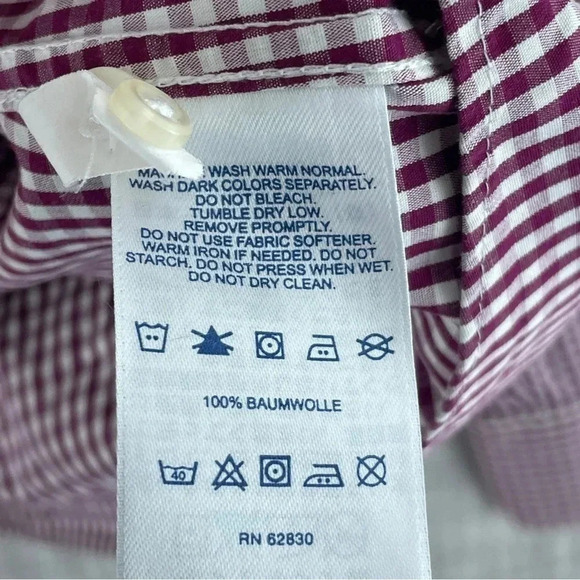 WASH WARM NORMAL.
WASH DARK COLORS SEPARATELY.
DO NOT BLEACH.
TUMBLE DRY LOW.
REMOVE PROMPTLY.
DO NOT USE FABRIC SOFTENER.
WARM IRON IF NEEDED. DO NOT
STARCH. DO NOT PRESS WHEN WET.
DO NOT DRY CLEAN.
100% BAUMWOLLE
40
RN 62830